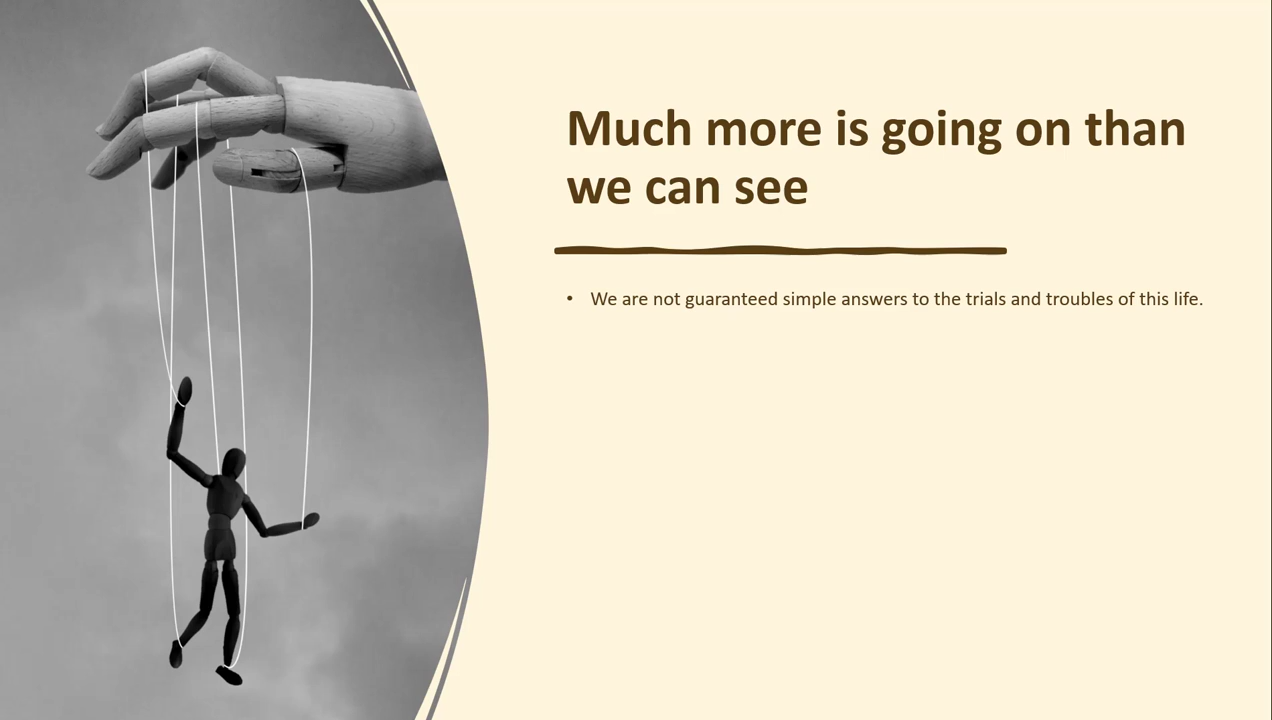 Much more is going on than
we can see
• We are not guaranteed simple answers to the trials and troubles of this life.